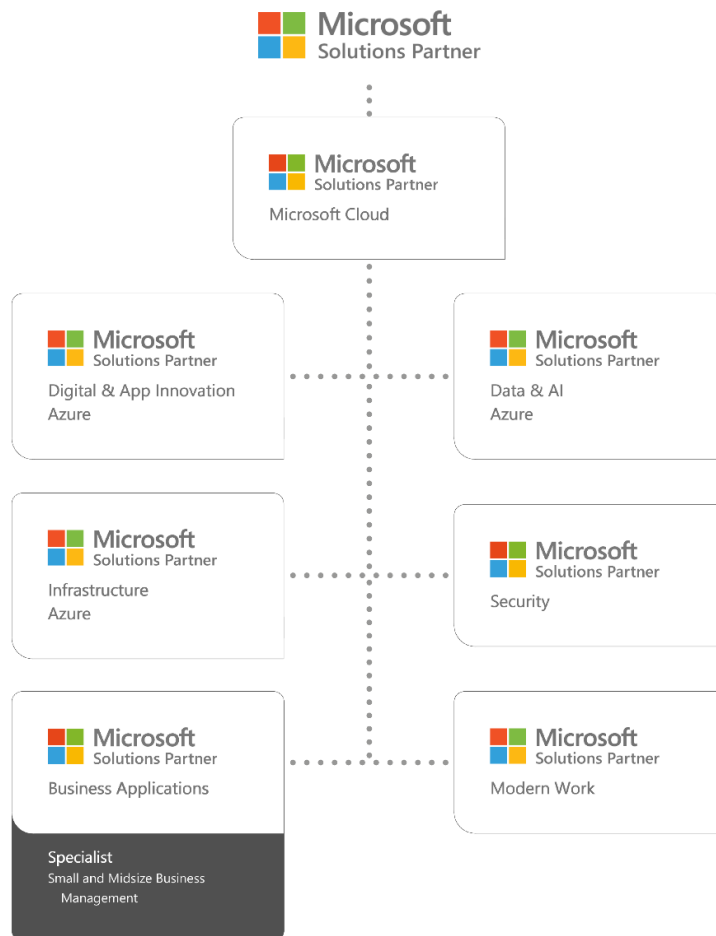 Microsoft
Solutions Partner
Microsoft
Solutions Partner
Microsoft Cloud
Microsoft
Solutions Partner
Digital & App Innovation
Azure
Microsoft
Solutions Partner
Data & AI
Azure
Microsoft
Solutions Partner
Infrastructure
Azure
Microsoft
Solutions Partner
Security
Microsoft
Solutions Partner
Business Applications
Specialist
Small and Midsize Business
Management
Microsoft
Solutions Partner
Modern Work